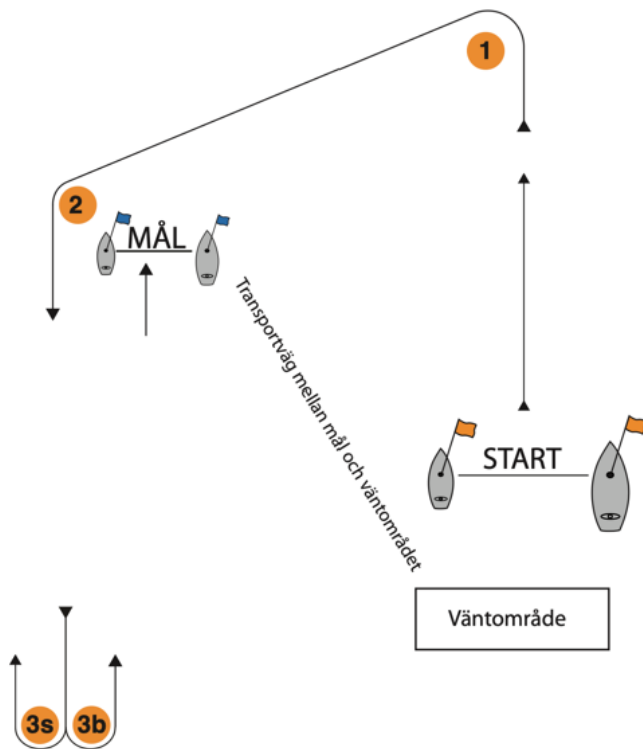 1
2
MÅL
Transportväg mellan mål och väntområdet
START
Väntområde
3s
3b